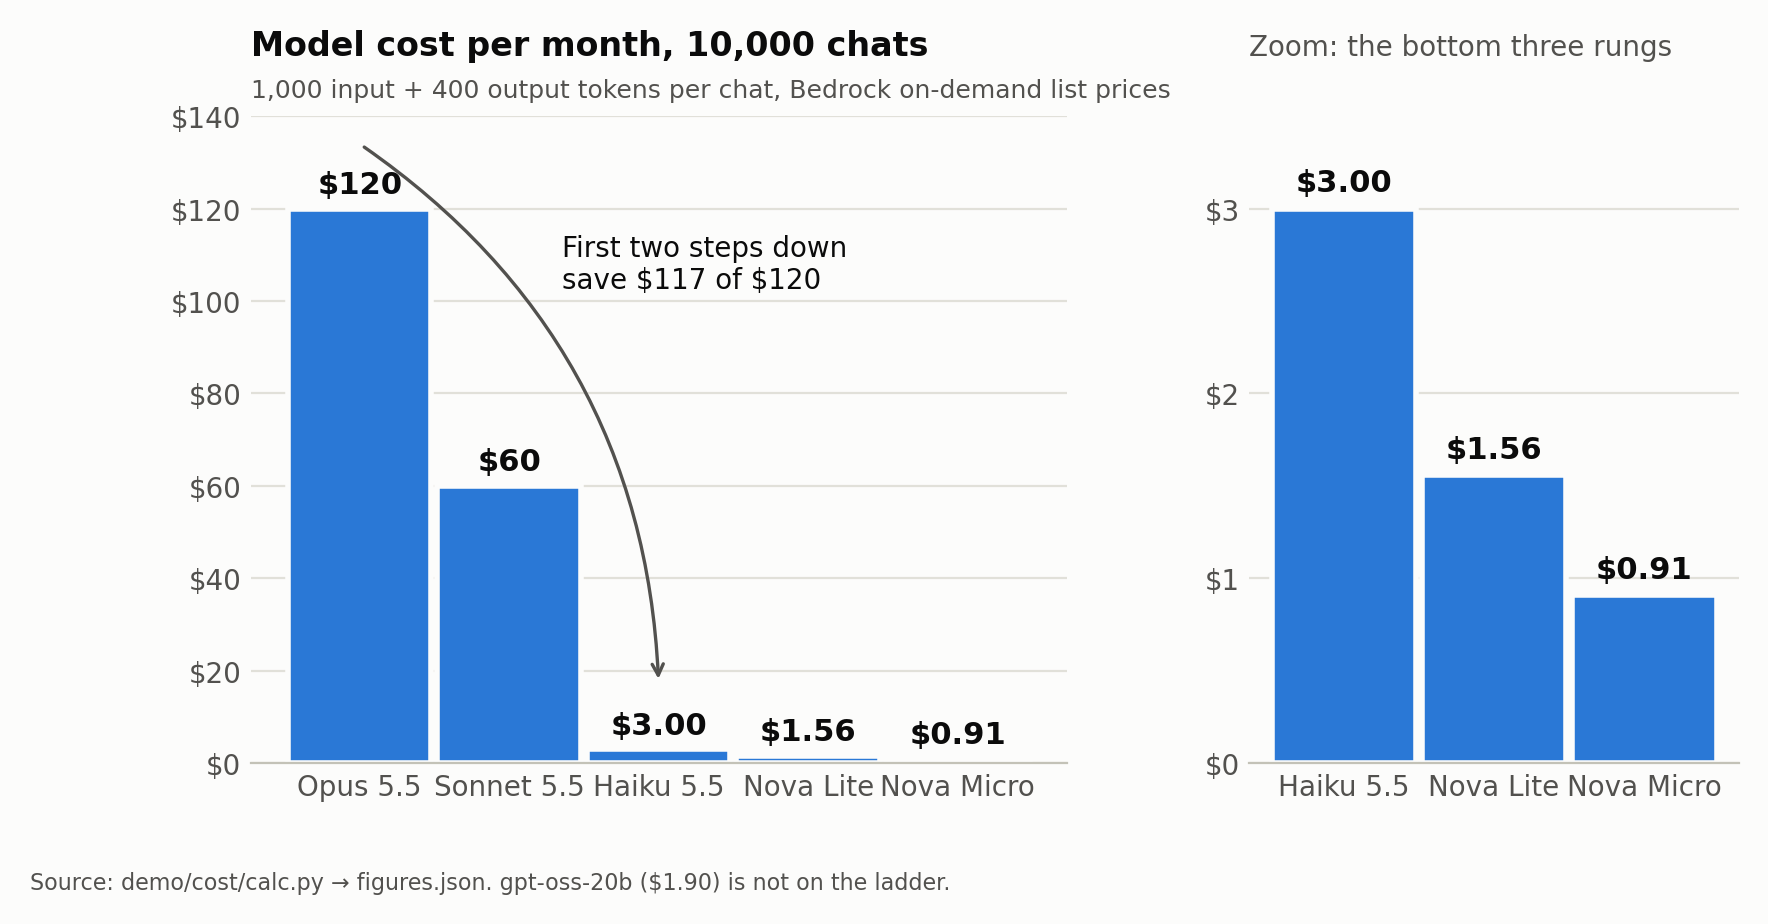 Model cost per month, 10,000 chats
1,000 input + 400 output tokens per chat, Bedrock on-demand list prices
$140
$120
$100
$80
$60
$40
$20
$0
$120
$60
$3.00
$1.56
$0.91
First two steps down
save $117 of $120
Opus 5.5
Sonnet 5.5
Haiku 5.5
Nova Lite
Nova Micro
Zoom: the bottom three rungs
$3
$2
$1
$0
$3.00
$1.56
$0.91
Haiku 5.5
Nova Lite
Nova Micro
Source: demo/cost/calc.py → figures.json. gpt-oss-20b ($1.90) is not on the ladder.